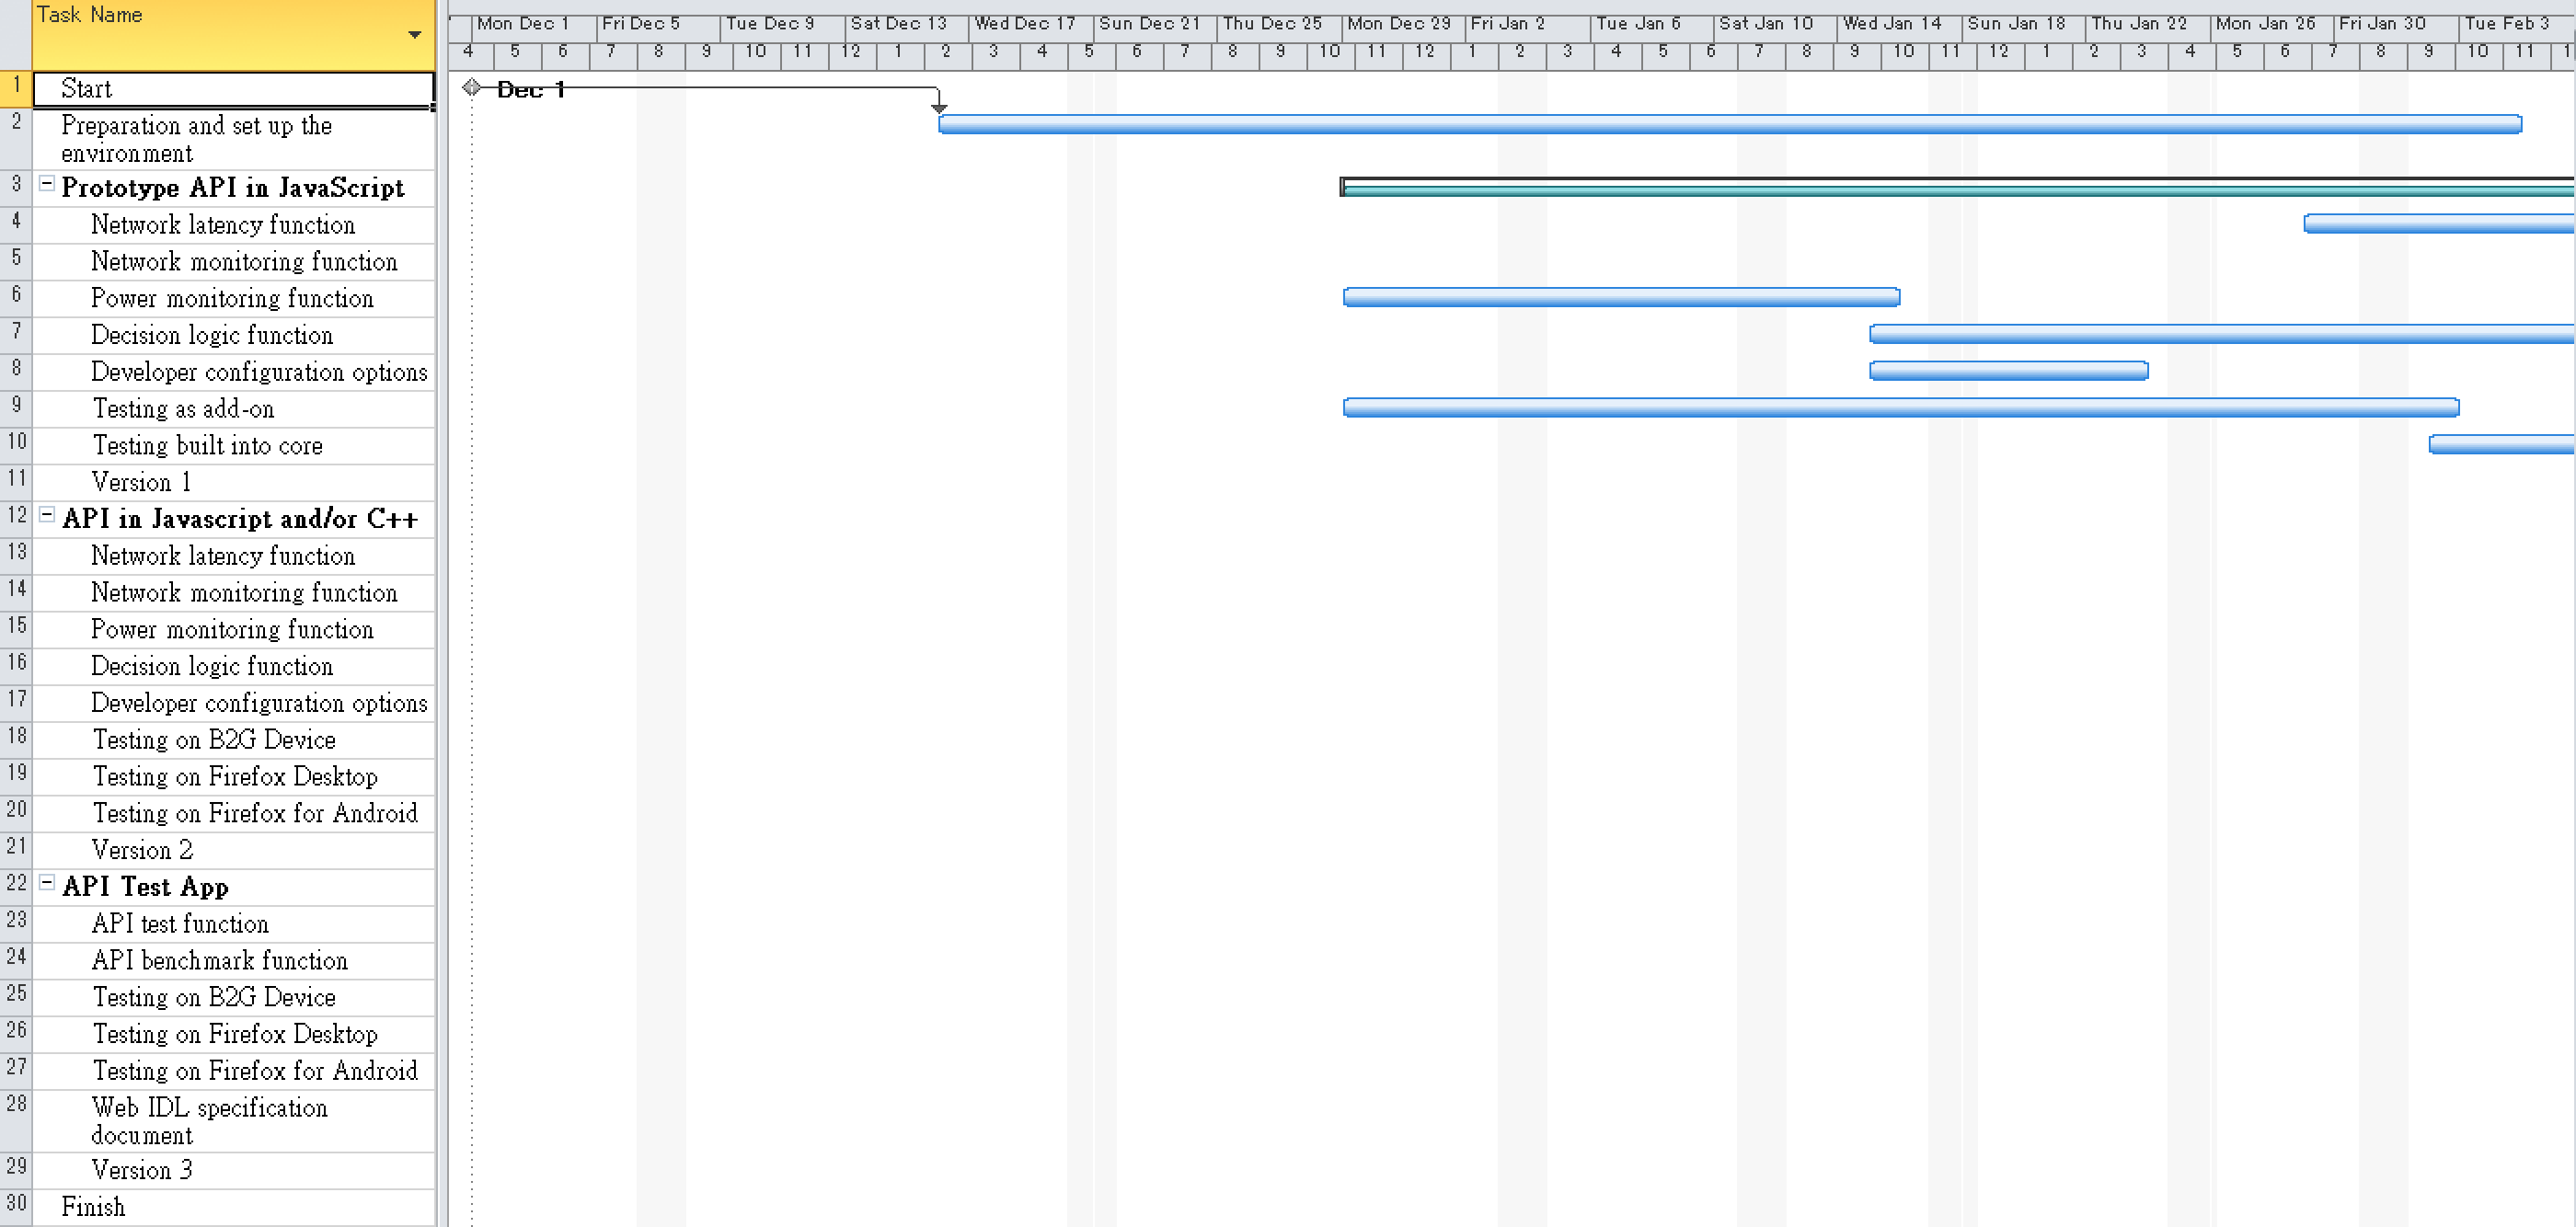 Task Name
Mon Dec 1 Fri Dec 5 Tue Dec 9 Sat Dec 13 Wed Dec 17 Sun Dec 21 Thu Dec 25 Mon Dec 29 Fri Jan 2 Tue Jan 6 Sat Jan 10 Wed Jan 14 Sun Jan 18 Thu Jan 22 Mon Jan 26 Fri Jan 30 Tue Feb 3
4 5 6 7 8 9 10 11 12 1 2 3 4 5 6 7 8 9 10 11 12 1 2 3 4 5 6 7 8 9 10 11 12 1 2 3 4 5 6 7 8 9 10 11 1
1 Start Dec 1
2 Preparation and set up the
environment
3 Prototype API in JavaScript
4 Network latency function
5 Network monitoring function
6 Power monitoring function
7 Decision logic function
8 Developer configuration options
9 Testing as add-on
10 Testing built into core
11 Version 1
12 API in Javascript and/or C++
13 Network latency function
14 Network monitoring function
15 Power monitoring function
16 Decision logic function
17 Developer configuration options
18 Testing on B2G Device
19 Testing on Firefox Desktop
20 Testing on Firefox for Android
21 Version 2
22 API Test App
23 API test function
24 API benchmark function
25 Testing on B2G Device
26 Testing on Firefox Desktop
27 Testing on Firefox for Android
28 Web IDL specification
document
29 Version 3
30 Finish